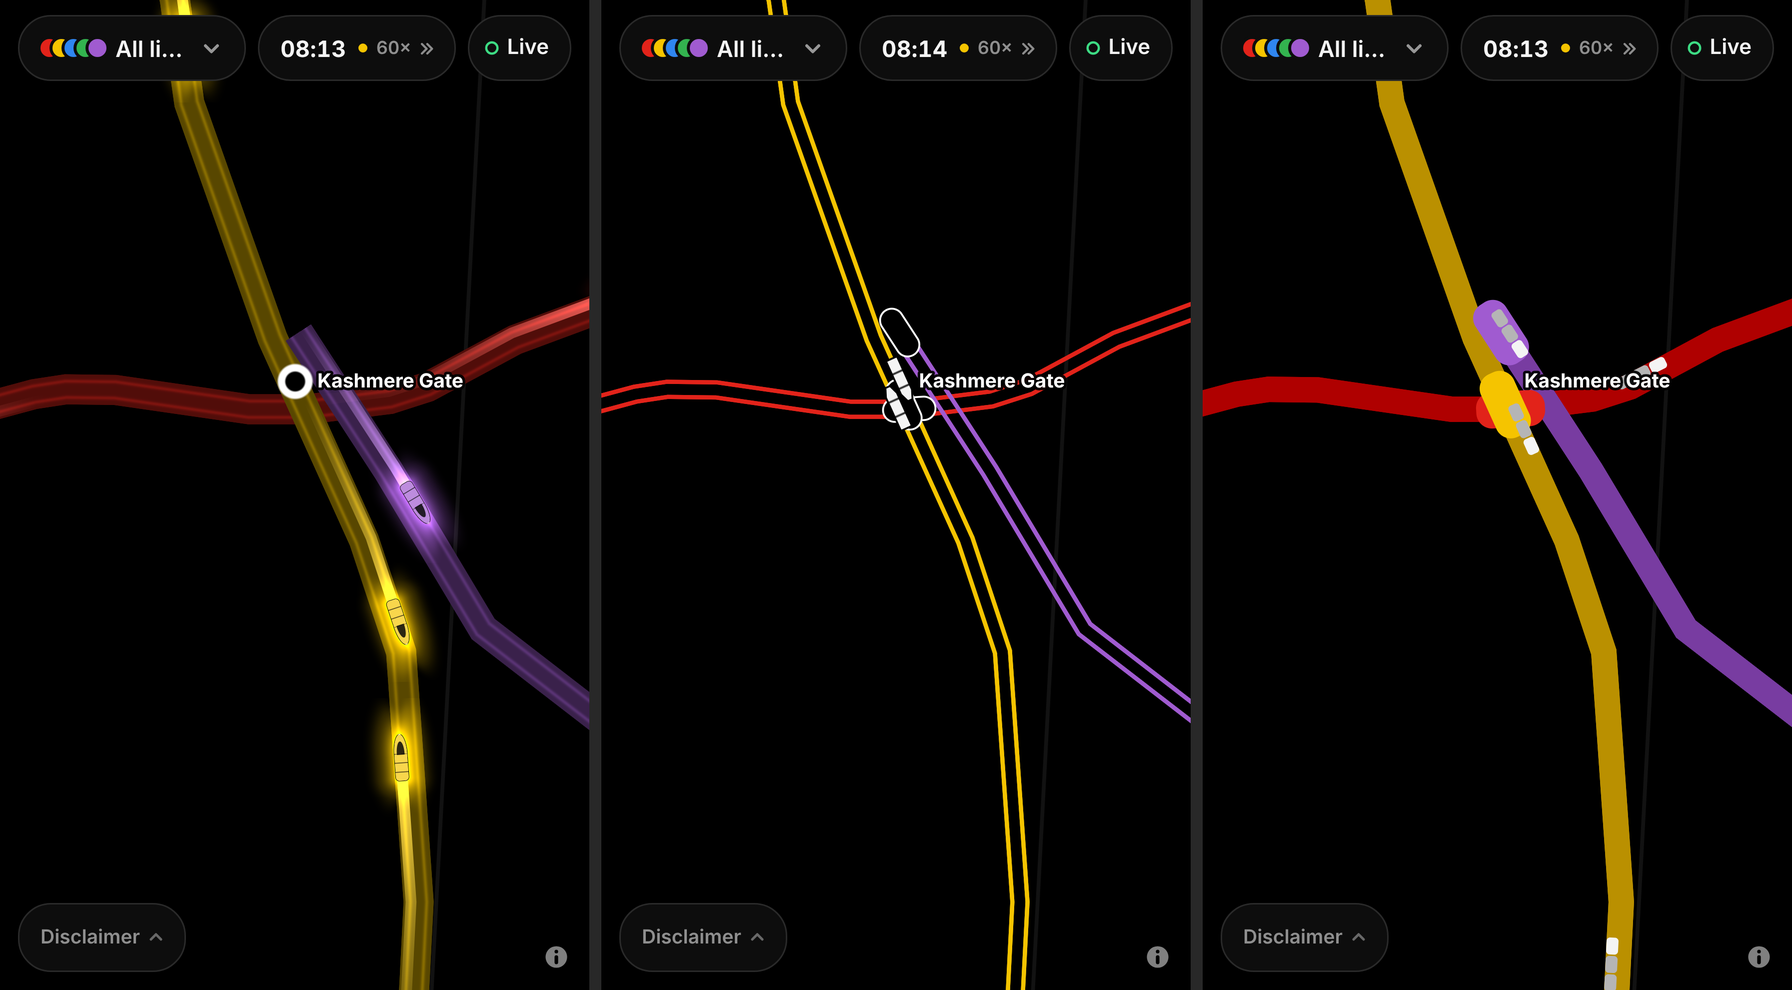 All li...
08:13
60×
Live
Kashmere Gate
Disclaimer
All li...
08:14
60×
Live
Kashmere Gate
Disclaimer
All li...
08:13
60×
Live
Kashmere Gate
Disclaimer